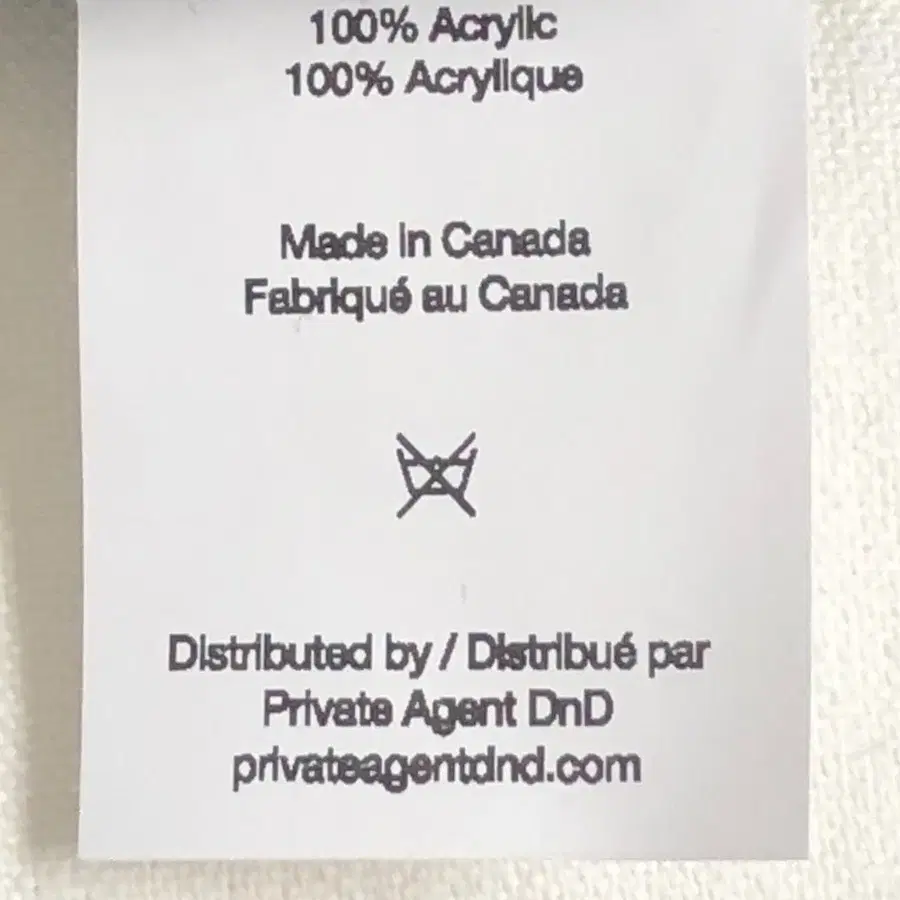 100% Acrylic
100% Acrylique
Made in Canada
Fabriqué au Canada
Distributed by / Distribué par
Private Agent DnD
privateagentdnd.com